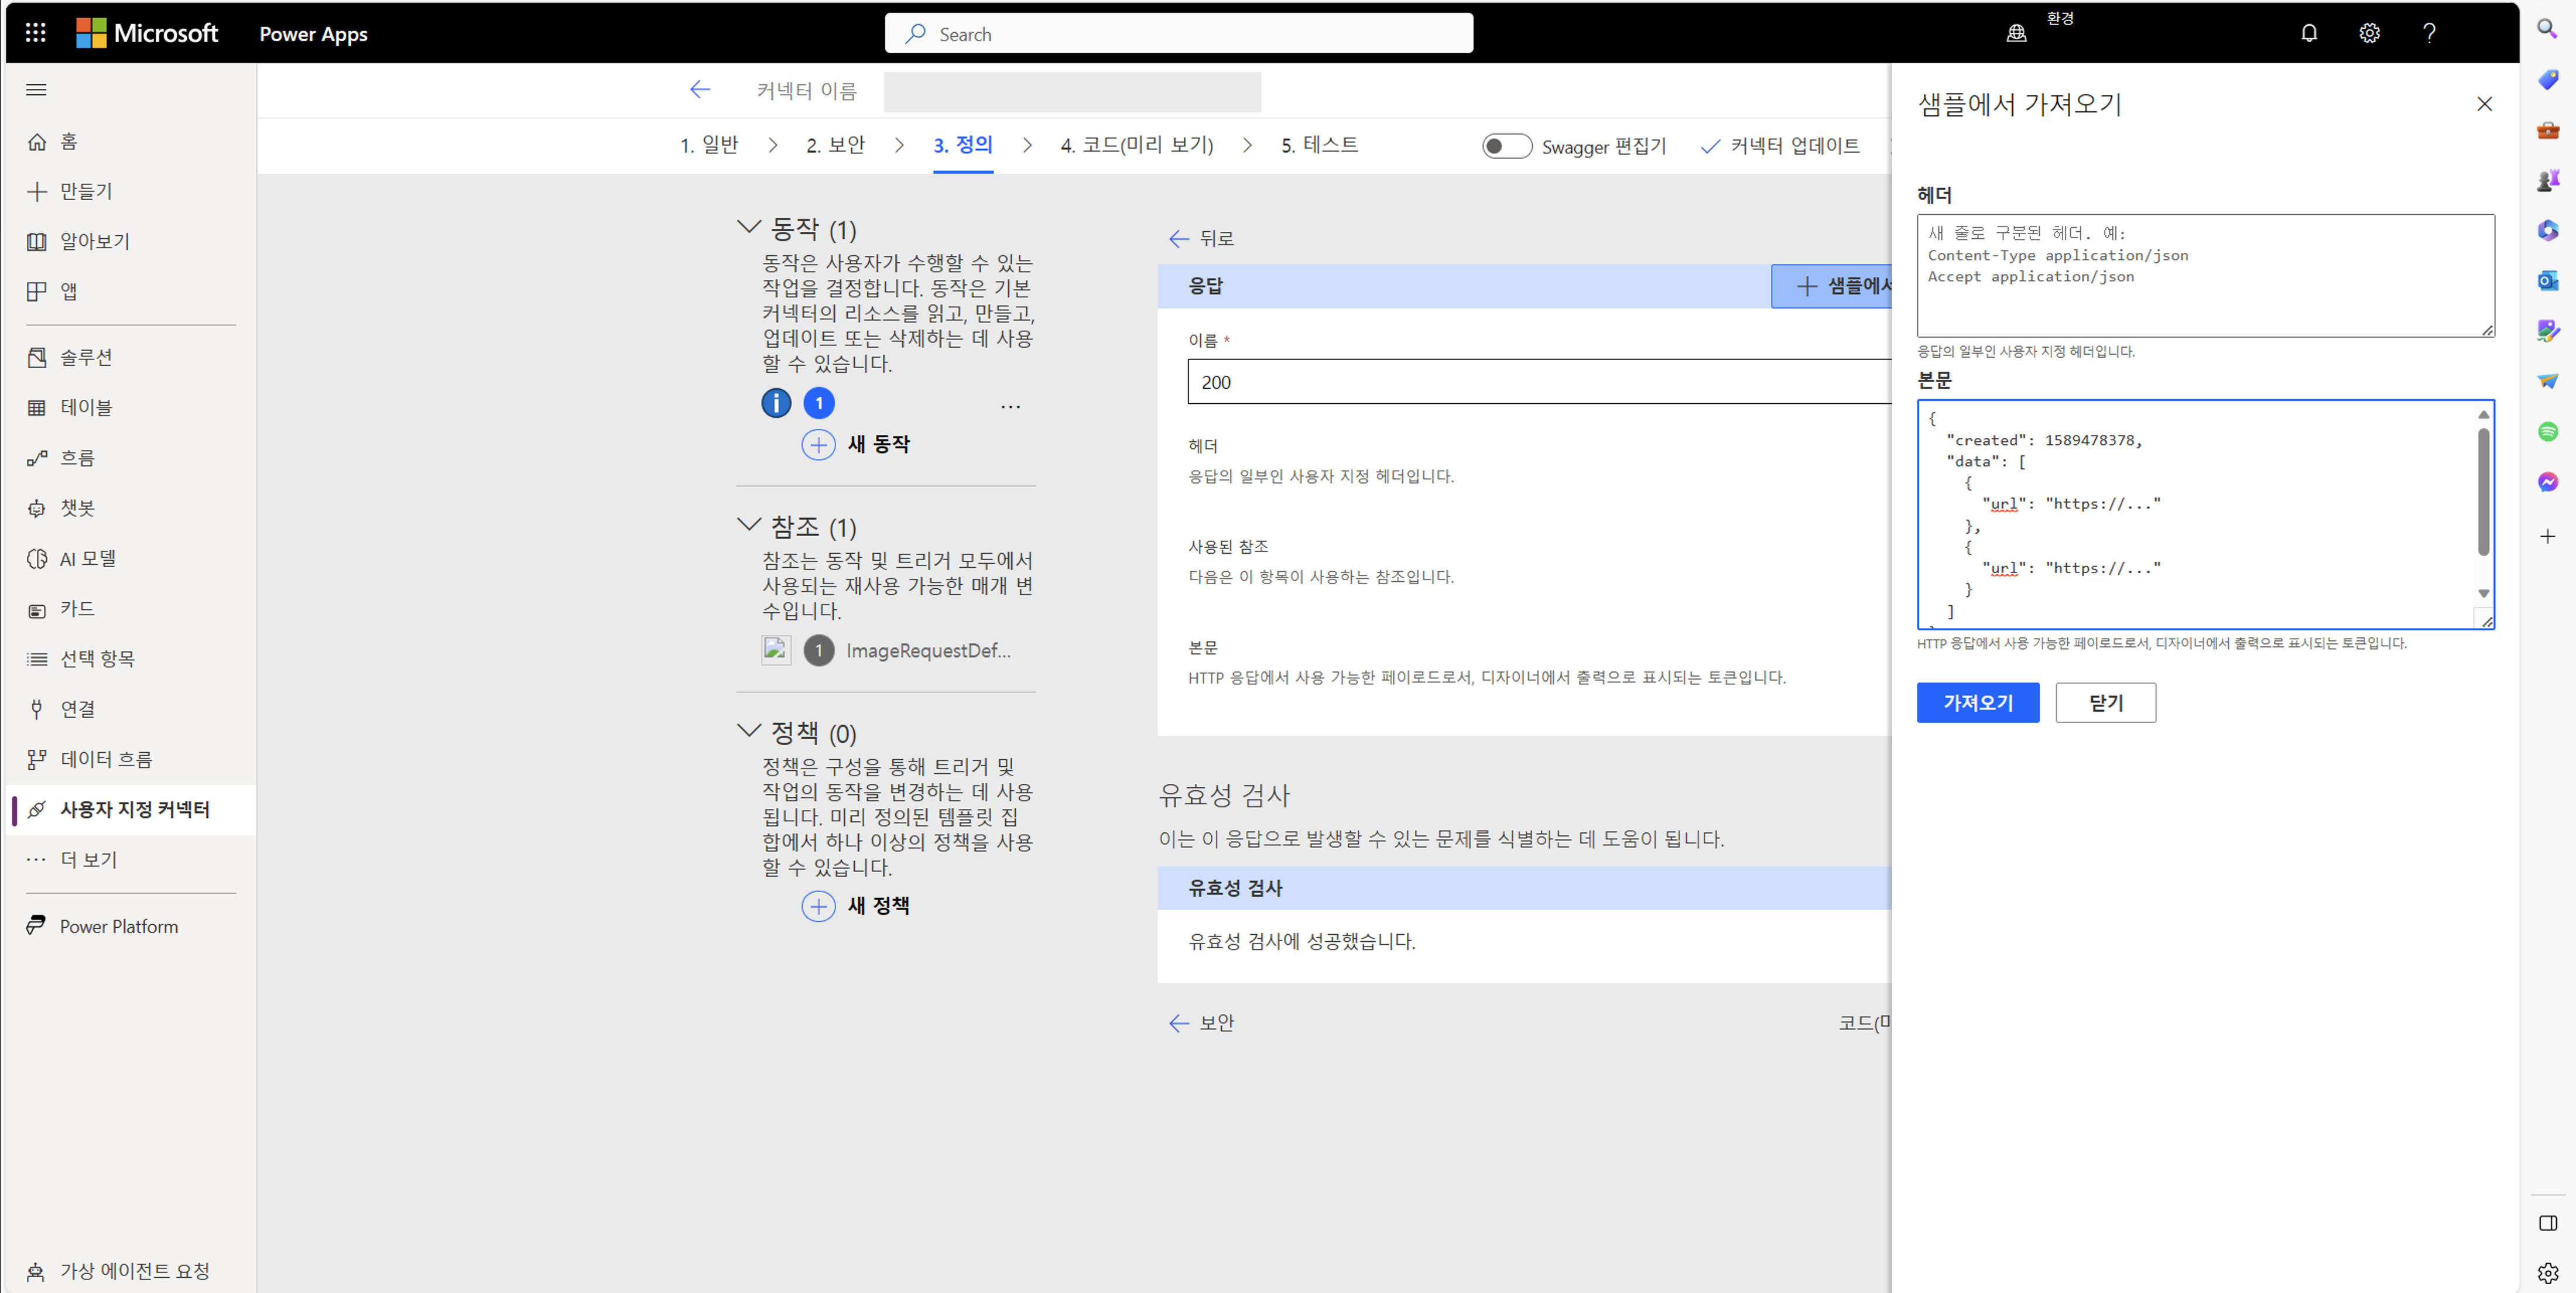 Microsoft
Power Apps
Search
환경
홈
만들기
알아보기
앱
솔루션
테이블
흐름
챗봇
AI 모델
카드
선택 항목
연결
데이터 흐름
사용자 지정 커넥터
더 보기
Power Platform
가상 에이전트 요청
커넥터 이름
1. 일반
2. 보안
3. 정의
4. 코드(미리 보기)
5. 테스트
Swagger 편집기
커넥터 업데이트
동작 (1)
동작은 사용자가 수행할 수 있는
작업을 결정합니다. 동작은 기본
커넥터의 리소스를 읽고, 만들고,
업데이트 또는 삭제하는 데 사용
할 수 있습니다.
1
...
새 동작
참조 (1)
참조는 동작 및 트리거 모두에서
사용되는 재사용 가능한 매개 변
수입니다.
1
ImageRequestDef...
정책 (0)
정책은 구성을 통해 트리거 및
작업의 동작을 변경하는 데 사용
됩니다. 미리 정의된 템플릿 집
합에서 하나 이상의 정책을 사용
할 수 있습니다.
새 정책
뒤로
응답
샘플에서
이름 *
200
헤더
응답의 일부인 사용자 지정 헤더입니다.
사용된 참조
다음은 이 항목이 사용하는 참조입니다.
본문
HTTP 응답에서 사용 가능한 페이로드로서, 디자이너에서 출력으로 표시되는 토큰입니다.
유효성 검사
이는 이 응답으로 발생할 수 있는 문제를 식별하는 데 도움이 됩니다.
유효성 검사
유효성 검사에 성공했습니다.
보안
코드(미
샘플에서 가져오기
헤더
새 줄로 구분된 헤더. 예:
Content-Type application/json
Accept application/json
응답의 일부인 사용자 지정 헤더입니다.
본문
{
"created": 1589478378,
"data": [
{
"url": "https://..."
},
{
"url": "https://..."
}
]
HTTP 응답에서 사용 가능한 페이로드로서, 디자이너에서 출력으로 표시되는 토큰입니다.
가져오기
닫기